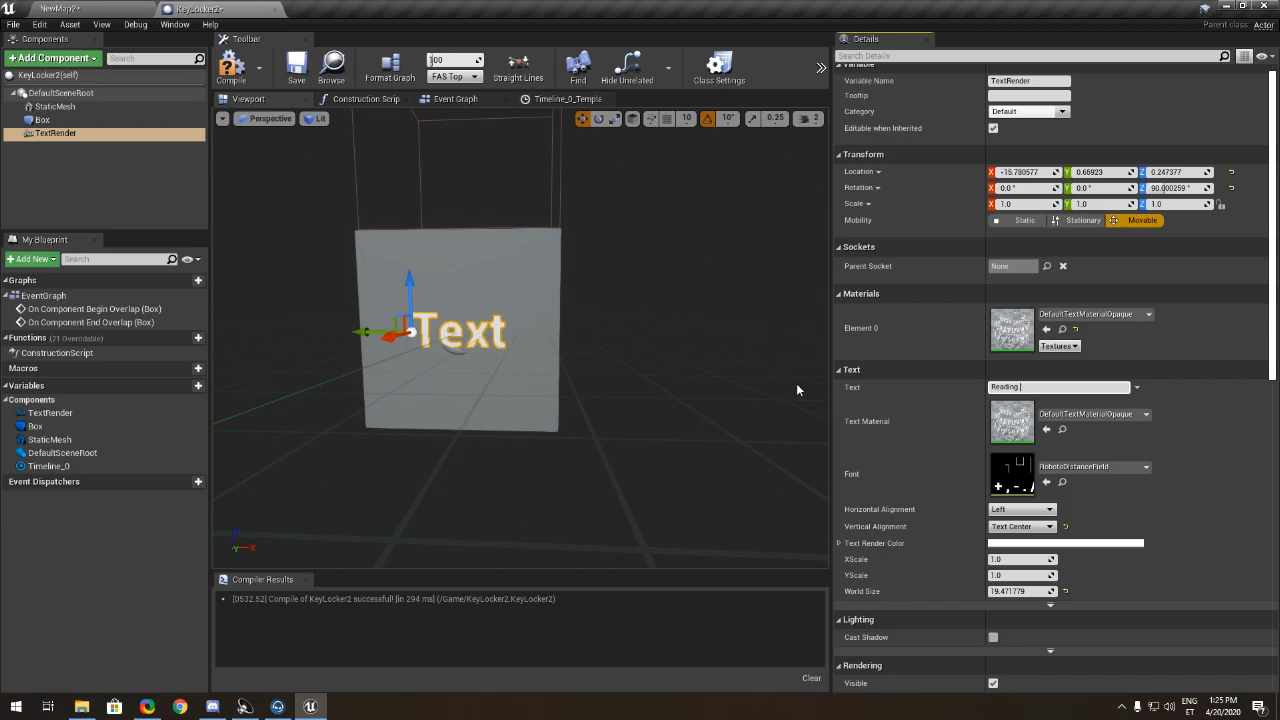 NewMap2*
KeyLocker2*
File Edit Asset View Debug Window Help
Parent class: Actor
Components
Add Component
Search
KeyLocker2(self)
DefaultSceneRoot
StaticMesh
Box
TextRender
My Blueprint
Add New
Search
Graphs
EventGraph
On Component Begin Overlap (Box)
On Component End Overlap (Box)
Functions (21 Overridable)
ConstructionScript
Macros
Variables
Components
TextRender
Box
StaticMesh
DefaultSceneRoot
Timeline_0
Event Dispatchers
Toolbar
Compile
Save
Browse
Format Graph
FAS Top
Straight Lines
Find
Hide Unrelated
Class Settings
Viewport
Construction Scrip
Event Graph
Timeline_0_Templa
Perspective
Lit
10
10°
0.25
2
Text
Compiler Results
[0532.52] Compile of KeyLocker2 successful! [in 294 ms] (/Game/KeyLocker2.KeyLocker2)
Clear
Details
Search Details
Variable
Variable Name TextRender
Tooltip
Category Default
Editable when Inherited
Transform
Location X -15.780577 Y 0.65923 Z 0.247377
Rotation X 0.0 ° Y 0.0 ° Z 90.000259 °
Scale X 1.0 Y 1.0 Z 1.0
Mobility Static Stationary Movable
Sockets
Parent Socket None
Materials
Element 0 DefaultTextMaterialOpaque
Textures
Text
Text Reading
Text Material DefaultTextMaterialOpaque
Font RobotoDistanceField
Horizontal Alignment Left
Vertical Alignment Text Center
Text Render Color
XScale 1.0
YScale 1.0
World Size 19.471779
Lighting
Cast Shadow
Rendering
Visible
ENG 1:25 PM
ET 4/20/2020